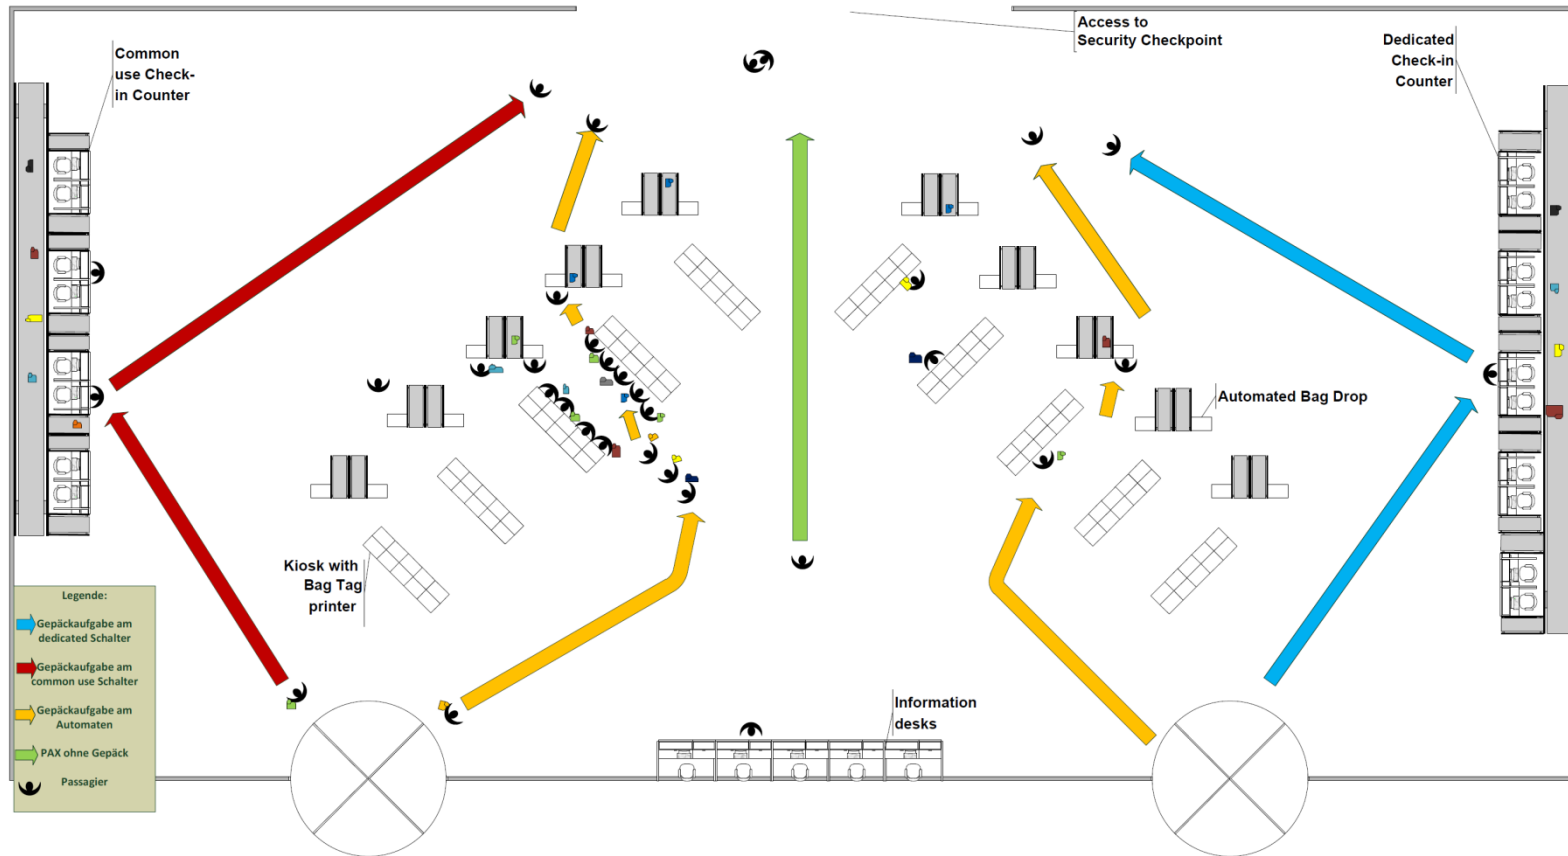 Access to
Security Checkpoint
Common
use Check-
in Counter
Dedicated
Check-in
Counter
Automated Bag Drop
Kiosk with
Bag Tag
printer
Information
desks
Legende:
Gepäckaufgabe am
dedicated Schalter
Gepäckaufgabe am
common use Schalter
Gepäckaufgabe am
Automaten
PAX ohne Gepäck
Passagier